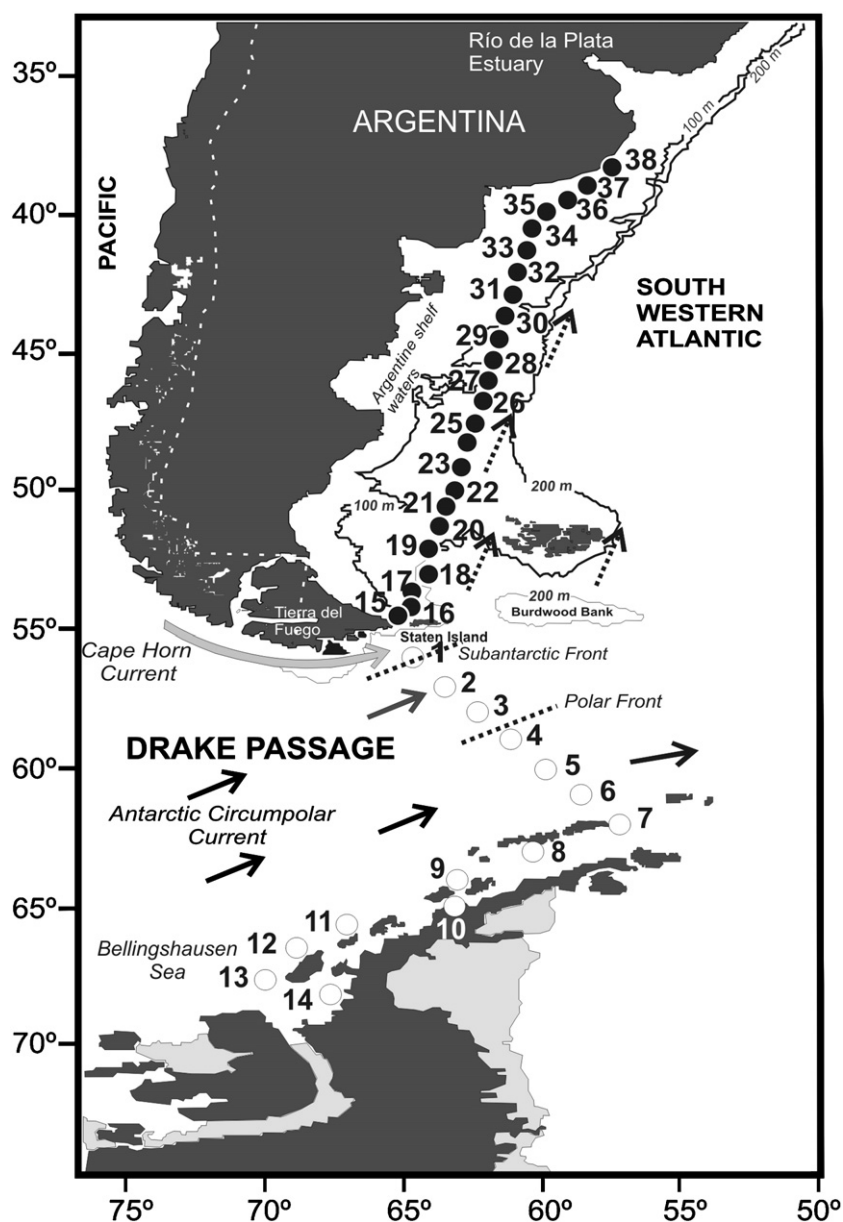 Río de la Plata
Estuary
35º
200 m
100 m
ARGENTINA
PACIFIC
38
37
36
35
34
40º
33
32
31
SOUTH
WESTERN
ATLANTIC
30
29
28
Argentine shelf
waters
45º
27
26
25
23
22
50º
100 m
21
200 m
20
19
18
17
200 m
Burdwood Bank
15
16
Tierra del
Fuego
55º
Staten Island
1
Subantarctic Front
Cape Horn
Current
2
3
Polar Front
4
DRAKE PASSAGE
60º
5
6
Antarctic Circumpolar
Current
7
8
9
65º
10
11
12
Bellingshausen
Sea
13
14
70º
75º
70º
65º
60º
55º
50º